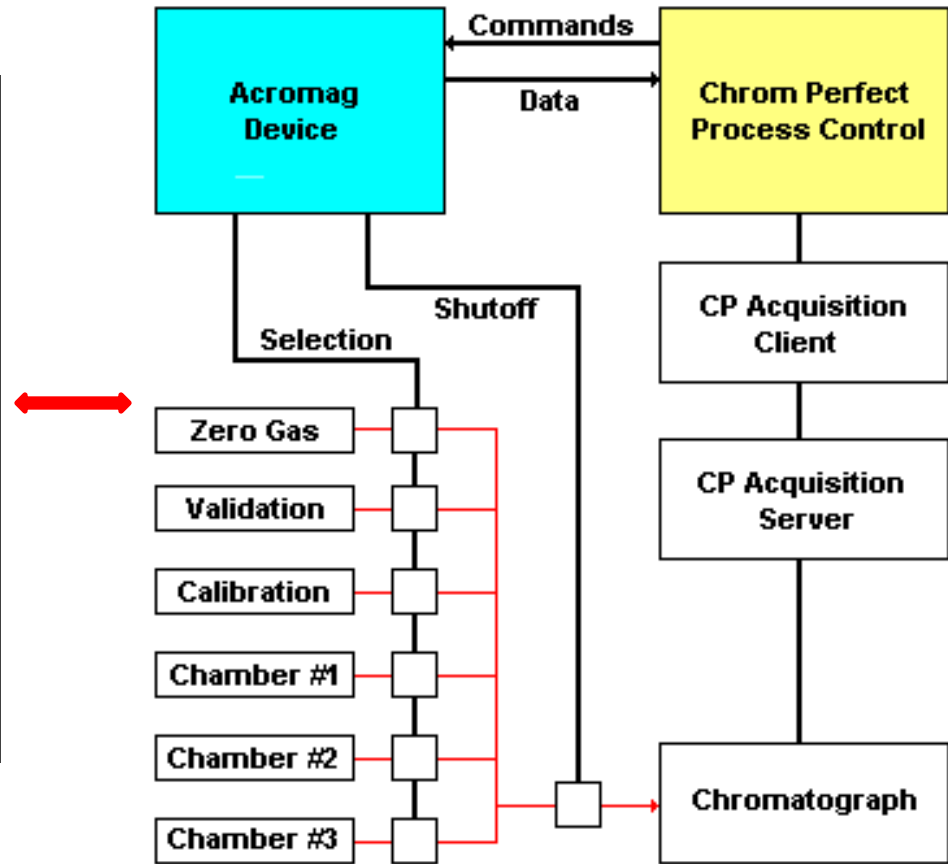 Commands
Acromag
Device
Data
Chrom Perfect
Process Control
Shutoff
Selection
CP Acquisition
Client
Zero Gas
CP Acquisition
Server
Validation
Calibration
Chamber #1
Chamber #2
Chromatograph
Chamber #3